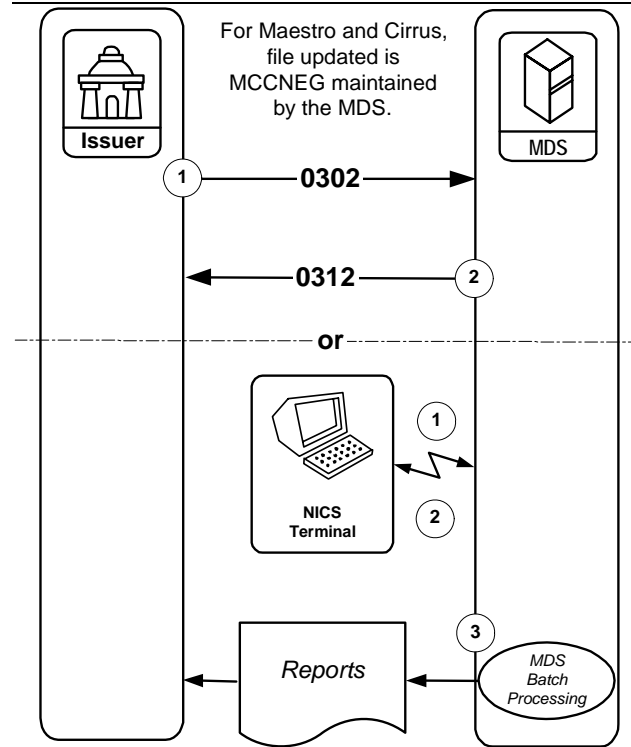 For Maestro and Cirrus,
file updated is
MCCNEG maintained
by the MDS.
Issuer
MDS
1
0302
0312
2
or
1
NICS
Terminal
2
3
Reports
MDS
Batch
Processing